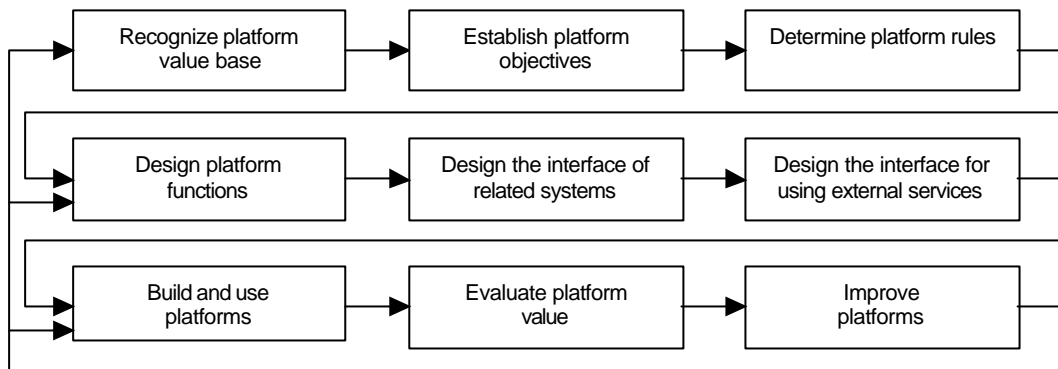 Recognize platform
value base
Establish platform
objectives
Determine platform rules
Design platform
functions
Design the interface of
related systems
Design the interface for
using external services
Build and use
platforms
Evaluate platform
value
Improve
platforms